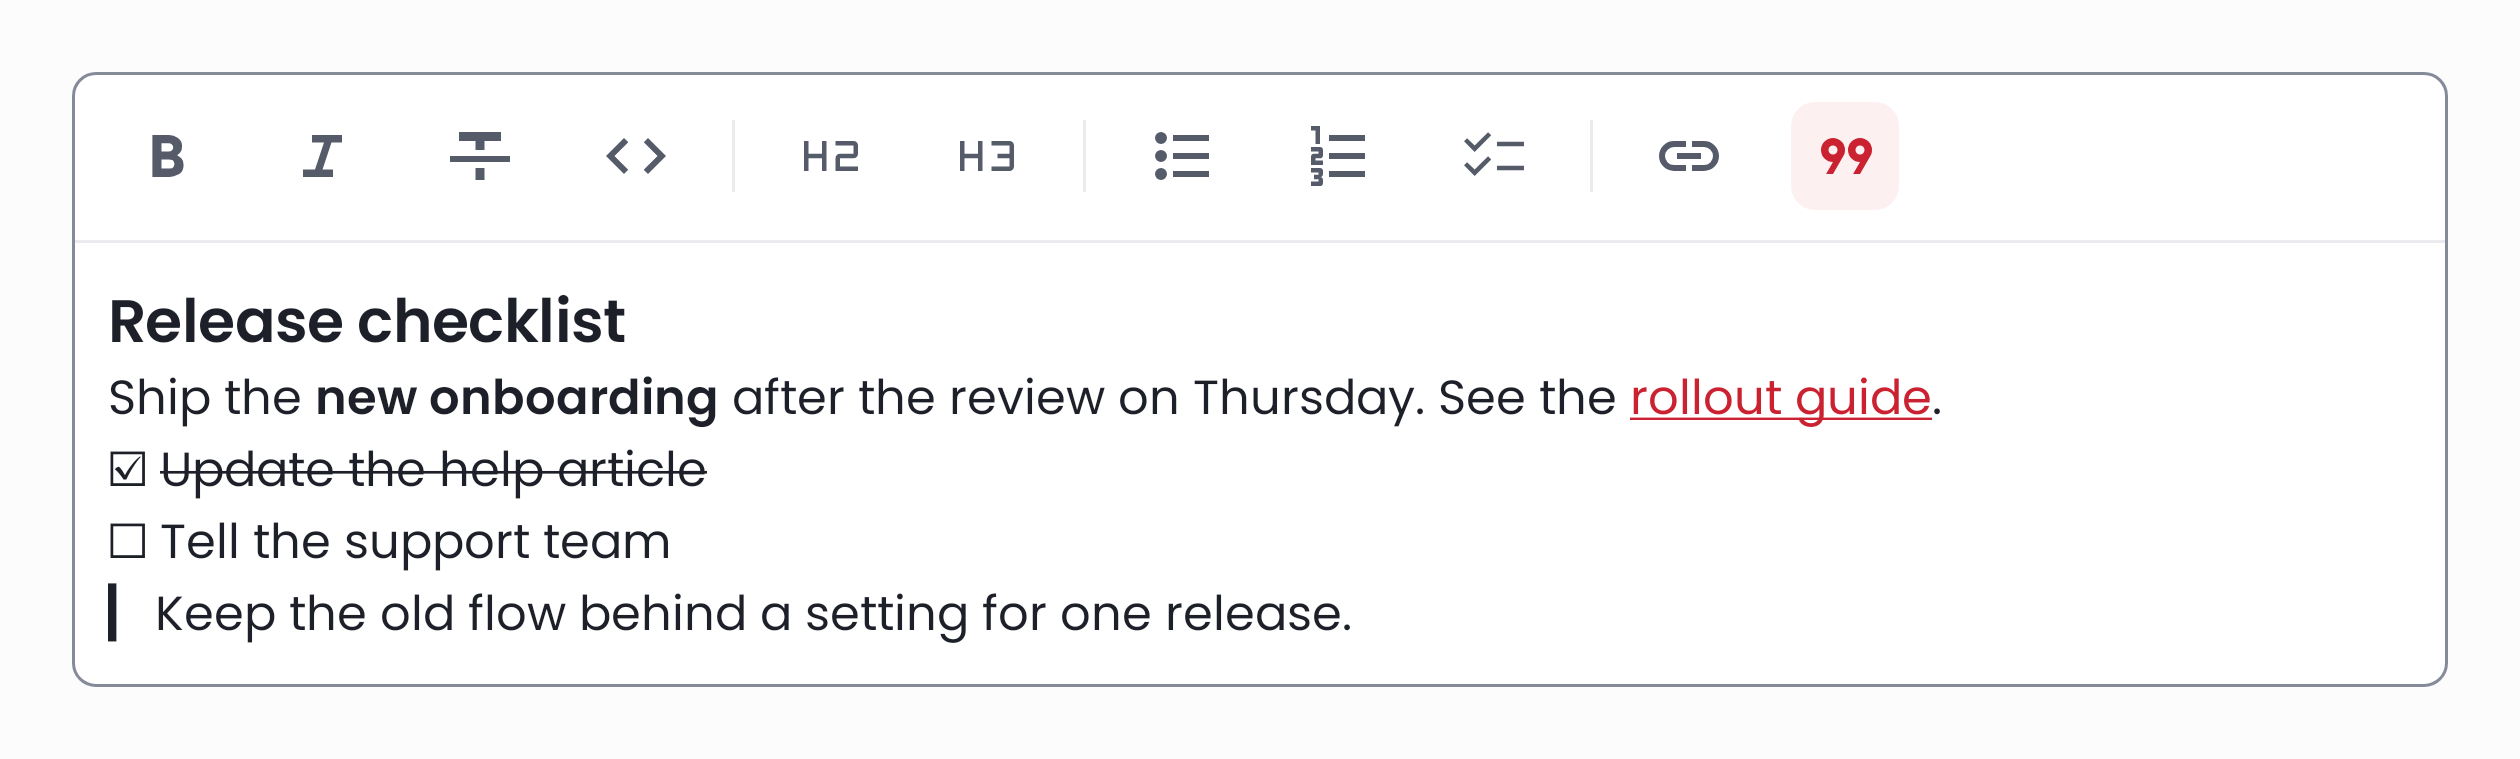 B I H2 H3
Release checklist
Ship the new onboarding after the review on Thursday. See the rollout guide.
☑ Update the help article
☐ Tell the support team
Keep the old flow behind a setting for one release.